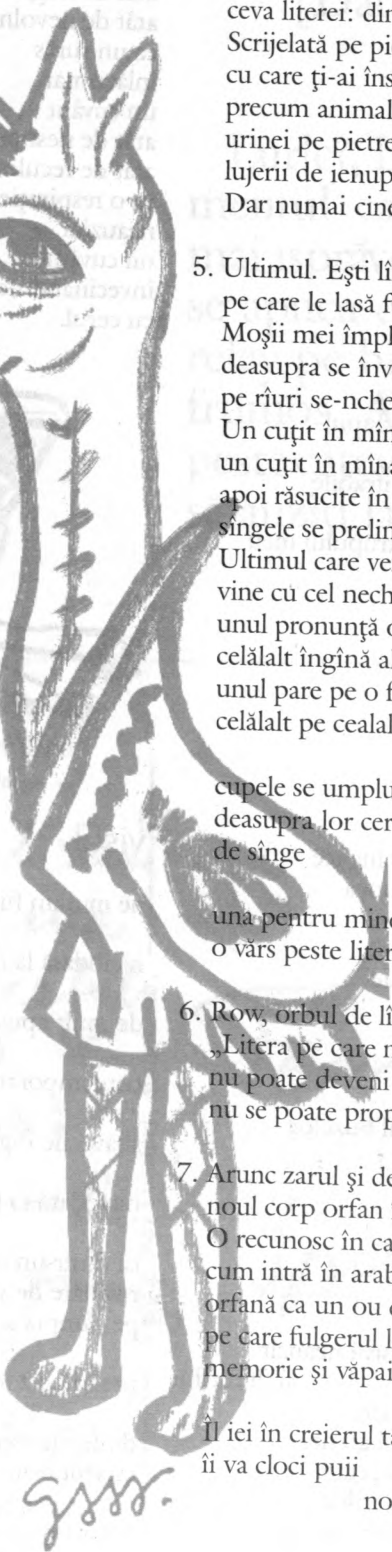 ceva literei: din
Scrijelată pe pi
cu care ţi-ai îns
precum animal
urinei pe pietre
lujerii de ienup
Dar numai cinc
5. Ultimul. Eşti lî
pe care le lasă f
Moşii mei împl
deasupra se înv
pe rîuri se-nche
Un cuţit în mîn
un cuţit în mîna
apoi răsucite în
sîngele se prelin
Ultimul care ve
vine cu cel nech
unul pronunţă c
celălalt îngînă al
unul pare pe o f
celălalt pe cealal
cupele se umplu
deasupra lor cer
de sînge
una pentru mine
o vărs peste liter
6. Row, orbul de lî
„Litera pe care n
nu poate deveni
nu se poate prop
7. Arunc zarul şi de
noul corp orfan
O recunosc în ca
cum intră în arab
orfană ca un ou
pe care fulgerul l
memorie şi văpai
Îl iei în creierul tă
îi va cloci puii
no